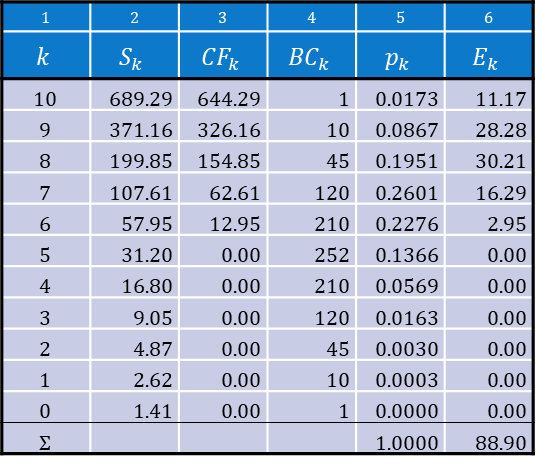 1 2 3 4 5 6
k Sₖ CFₖ BCₖ pₖ Eₖ
10 689.29 644.29 1 0.0173 11.17
9 371.16 326.16 10 0.0867 28.28
8 199.85 154.85 45 0.1951 30.21
7 107.61 62.61 120 0.2601 16.29
6 57.95 12.95 210 0.2276 2.95
5 31.20 0.00 252 0.1366 0.00
4 16.80 0.00 210 0.0569 0.00
3 9.05 0.00 120 0.0163 0.00
2 4.87 0.00 45 0.0030 0.00
1 2.62 0.00 10 0.0003 0.00
0 1.41 0.00 1 0.0000 0.00
Σ 1.0000 88.90